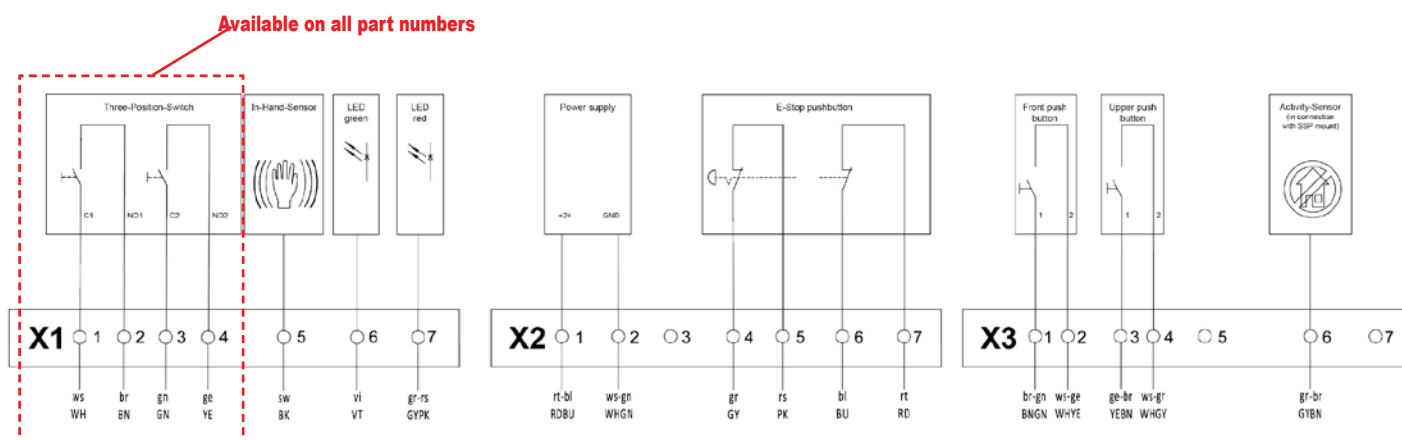 Available on all part numbers
Three-Position-Switch
In-Hand-Sensor
LED
green
LED
red
Power supply
E-Stop pushbutton
Front push
button
Upper push
button
Activity-Sensor
(in connection
with SSP mount)
C1 NO1 C2 NO2
+24 GND
1 2
1 2
X1 1 2 3 4 5 6 7
X2 1 2 3 4 5 6 7
X3 1 2 3 4 5 6 7
ws br gn ge sw vi gr-rs
WH BN GN YE BK VT GYPK
rt-bl ws-gn gr rs bl rt
RDBU WHGN GY PK BU RD
br-gn ws-ge ge-br ws-gr gr-br
BNGN WHYE YEBN WHGY GYBN